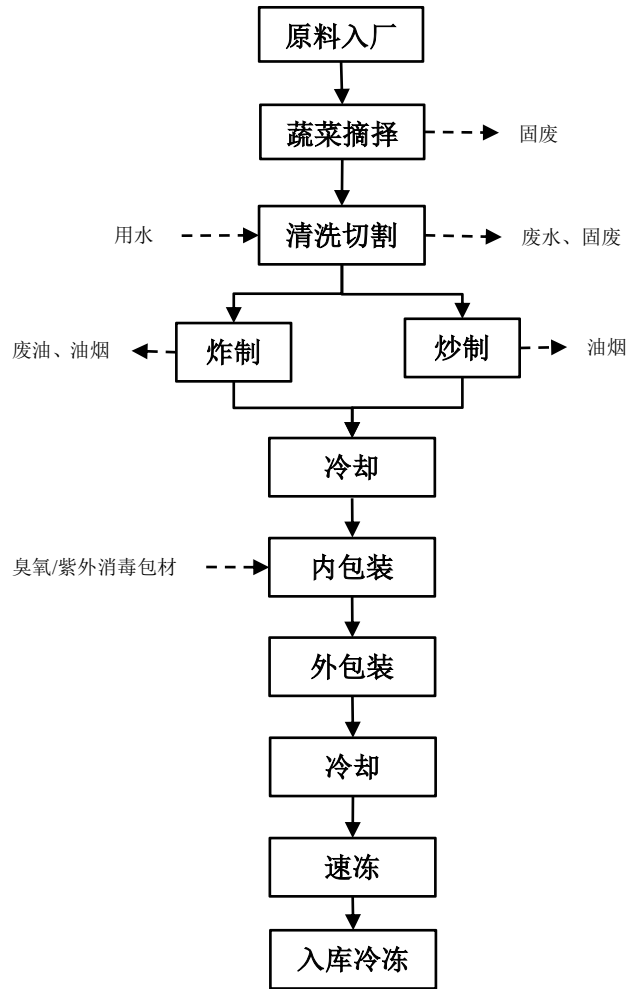 原料入厂
蔬菜摘择
固废
用水
清洗切割
废水、固废
废油、油烟
炸制
炒制
油烟
冷却
臭氧/紫外消毒包材
内包装
外包装
冷却
速冻
入库冷冻